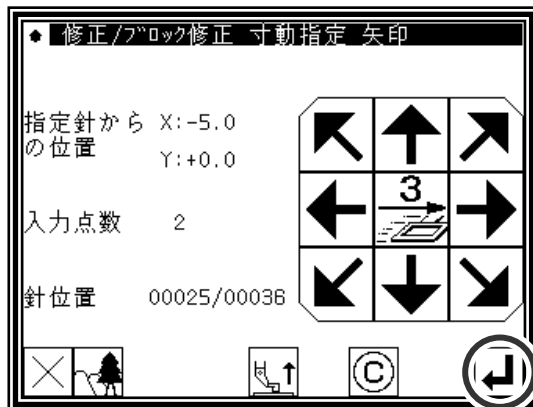 修正/ブロック修正 寸動指定 矢印
指定針から X:-5.0
の位置
Y:+0.0
3
入力点数 2
針位置 00025/00036
C